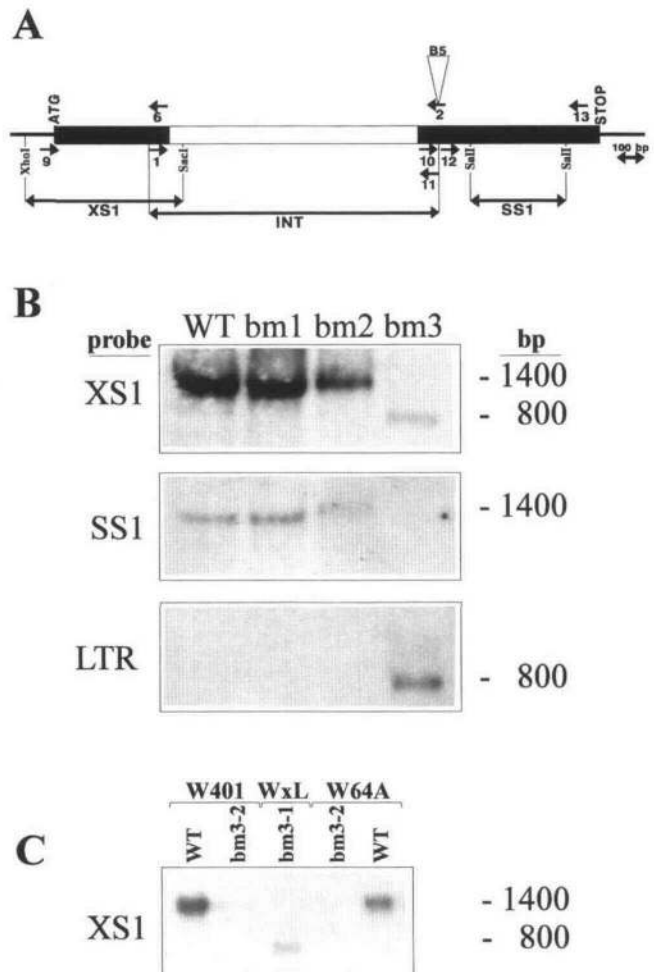 A
B5
ATG
6
2
13
STOP
XhoI
9
1
SacI
10
12
11
SalI
SalI
100 bp
XS1
INT
SS1
B
probe
WT bm1 bm2 bm3
bp
XS1
- 1400
- 800
SS1
- 1400
LTR
- 800
W401 WxL W64A
WT
bm3-2
bm3-1
bm3-2
WT
C
XS1
- 1400
- 800